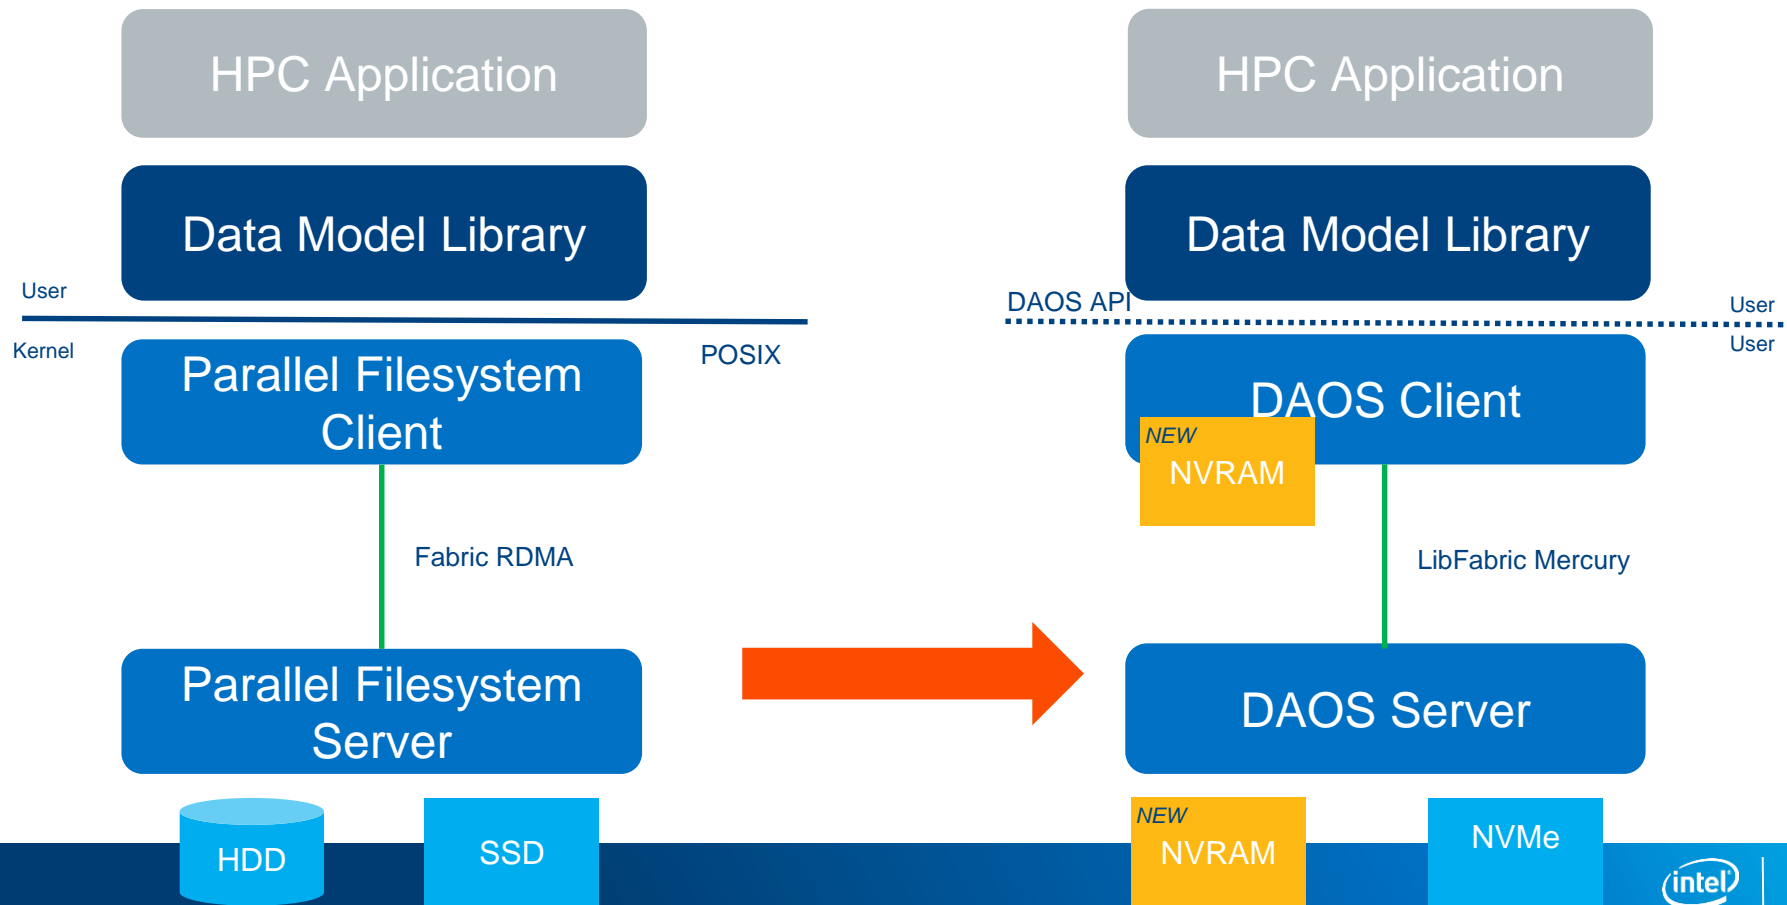 HPC Application
Data Model Library
User
Kernel
POSIX
Parallel Filesystem
Client
Fabric RDMA
Parallel Filesystem
Server
HDD
SSD
HPC Application
Data Model Library
DAOS API
User
User
DAOS Client
NEW
NVRAM
LibFabric Mercury
DAOS Server
NEW
NVRAM
NVMe
intel